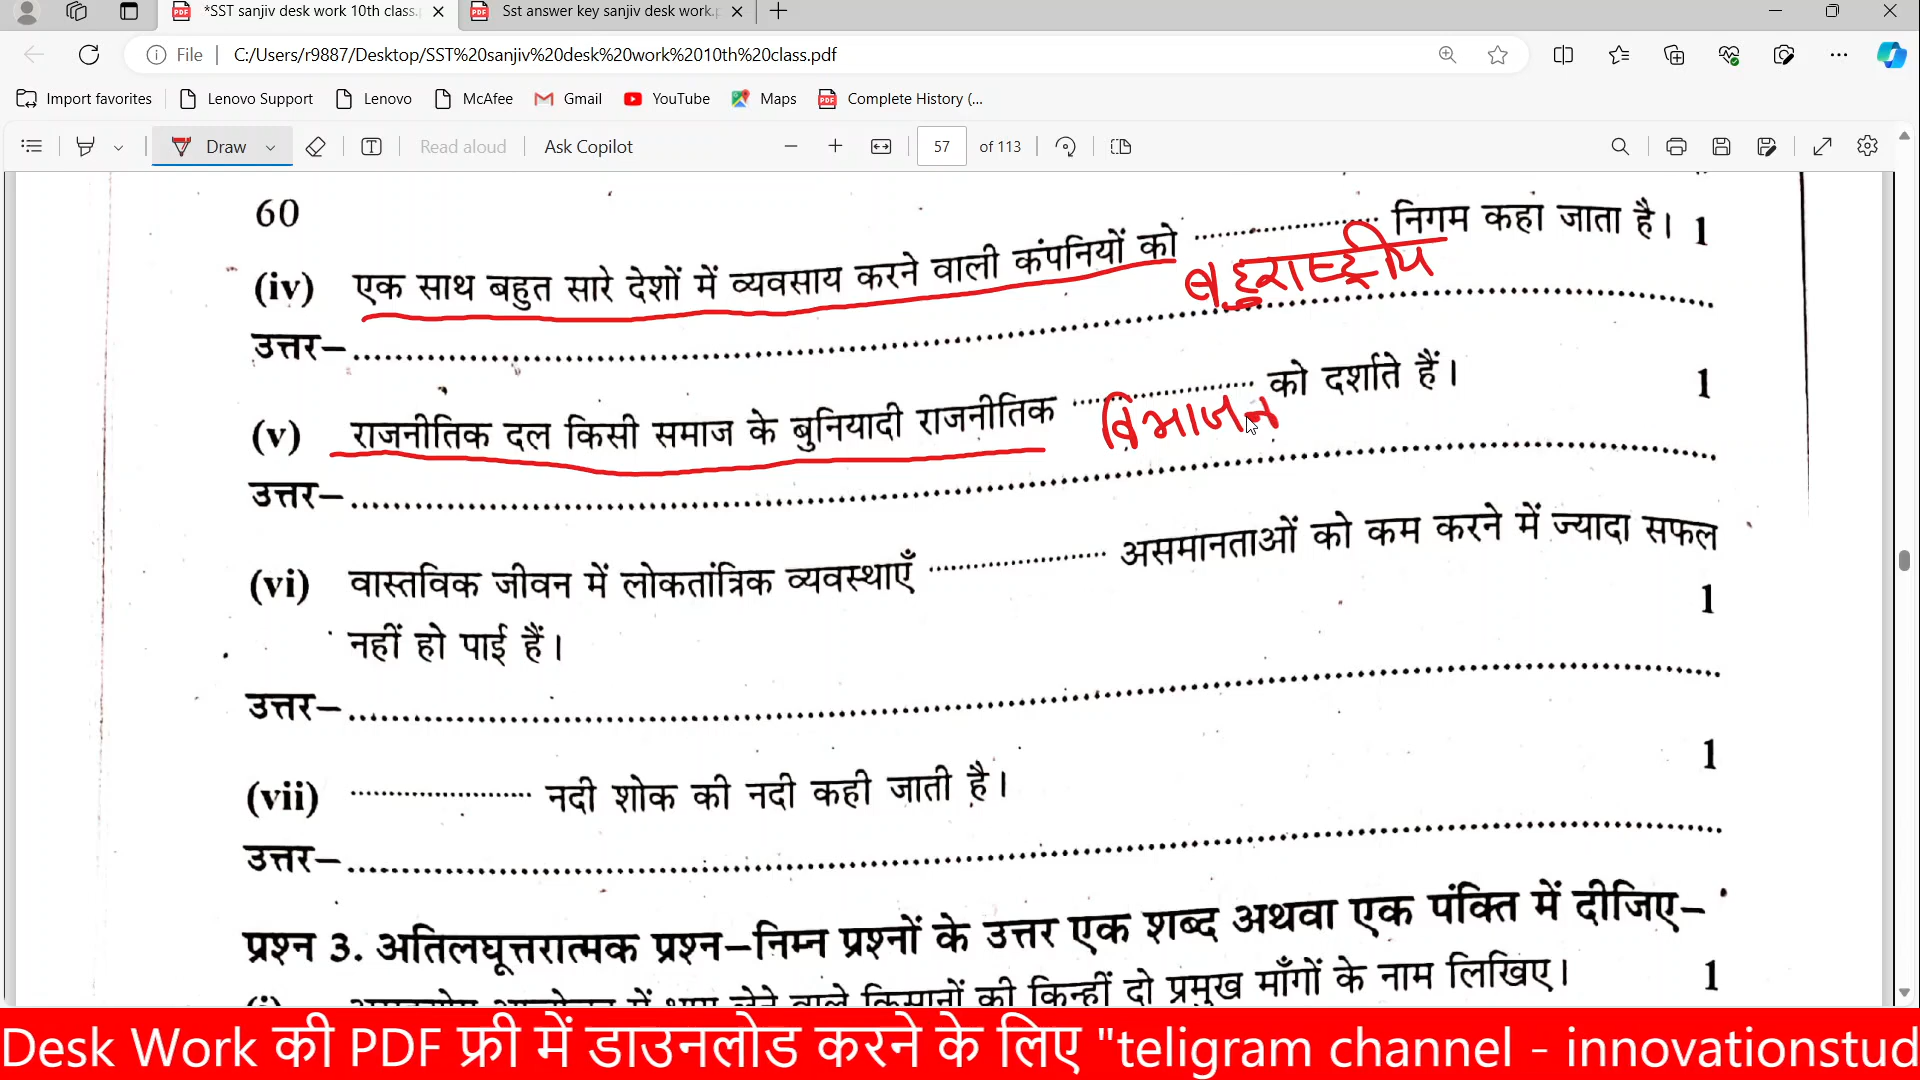 *SST sanjiv desk work 10th class.
Sst answer key sanjiv desk work.p
File
C:/Users/r9887/Desktop/SST%20sanjiv%20desk%20work%2010th%20class.pdf
Import favorites
Lenovo Support
Lenovo
McAfee
Gmail
YouTube
Maps
Complete History (...
Draw
Read aloud
Ask Copilot
57 of 113
60
(iv) एक साथ बहुत सारे देशों में व्यवसाय करने वाली कंपनियों को .................... निगम कहा जाता है। 1
बहुराष्ट्रीय
उत्तर–....................
(v) राजनीतिक दल किसी समाज के बुनियादी राजनीतिक .................... को दर्शाते हैं। 1
विभाजन
उत्तर–....................
(vi) वास्तविक जीवन में लोकतांत्रिक व्यवस्थाएँ .................... असमानताओं को कम करने में ज्यादा सफल
नहीं हो पाई हैं। 1
उत्तर–....................
(vii) .................... नदी शोक की नदी कही जाती है। 1
उत्तर–....................
प्रश्न 3. अतिलघूत्तरात्मक प्रश्न–निम्न प्रश्नों के उत्तर एक शब्द अथवा एक पंक्ति में दीजिए–
(i) असहयोग आन्दोलन में भाग लेने वाले किसानों की किन्हीं दो प्रमुख माँगों के नाम लिखिए। 1
Desk Work की PDF फ्री में डाउनलोड करने के लिए "teligram channel - innovationstud